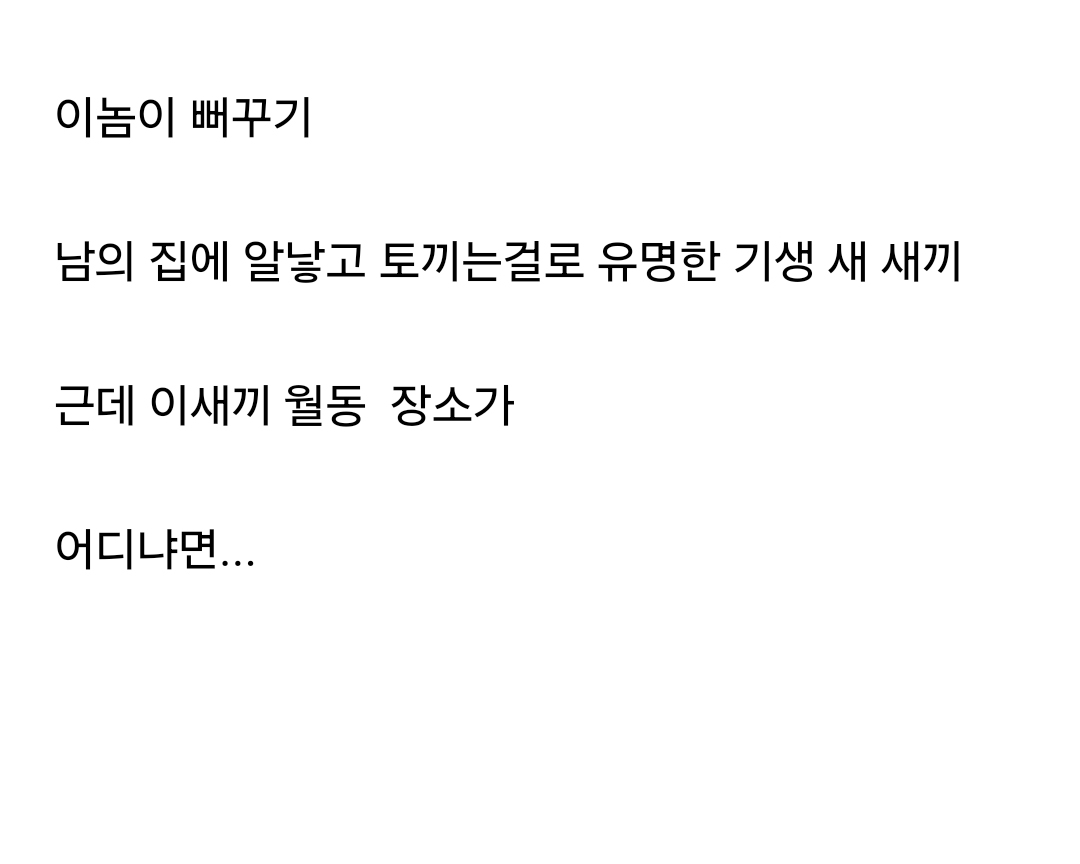 이놈이 뻐꾸기
남의 집에 알낳고 토끼는걸로 유명한 기생 새 새끼
근데 이새끼 월동  장소가
어디냐면...